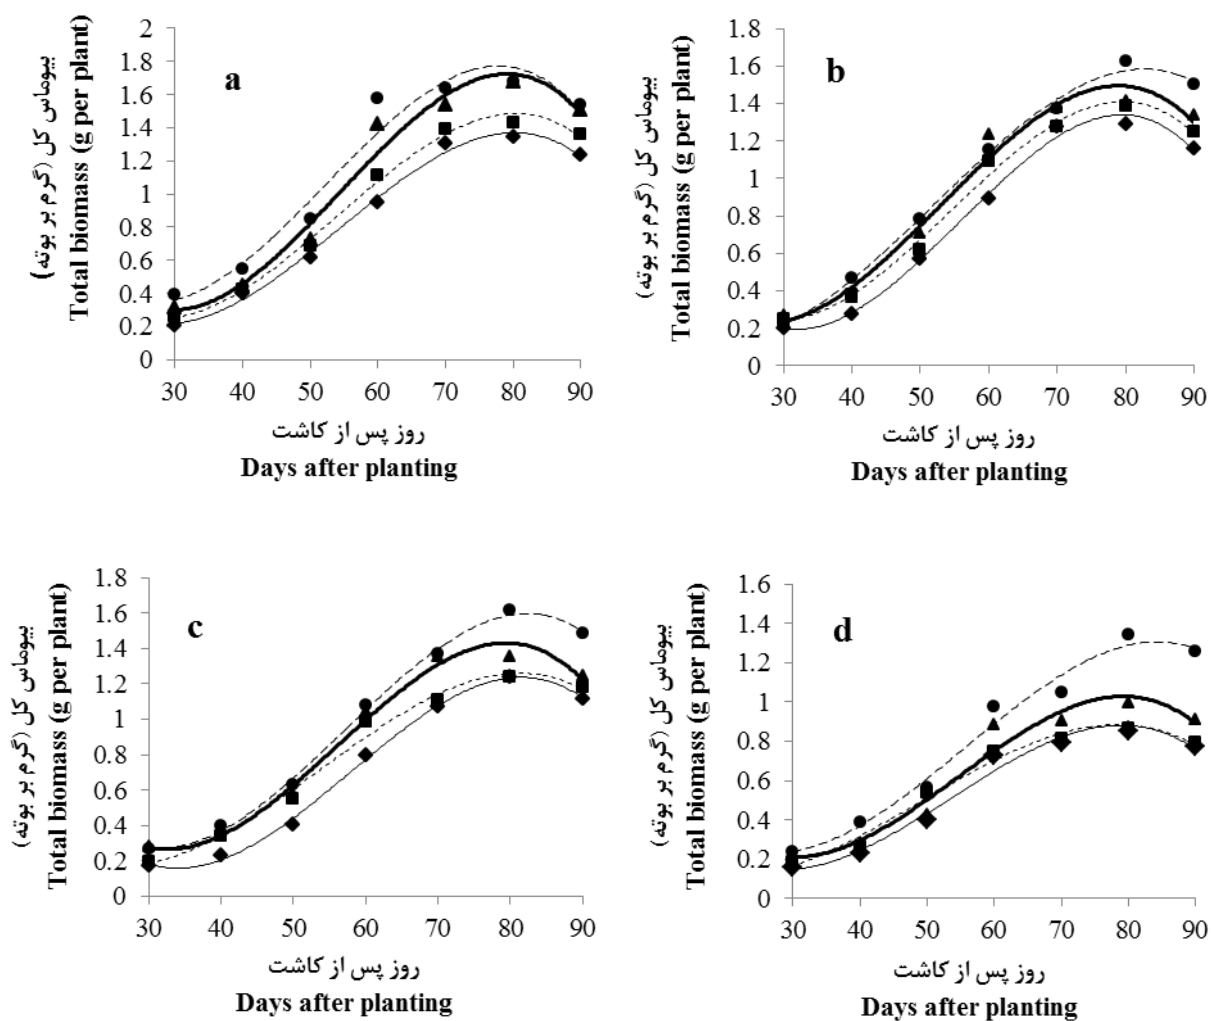 a
بیوماس کل (گرم بر بوته)
Total biomass (g per plant)
2
1.8
1.6
1.4
1.2
1
0.8
0.6
0.4
0.2
0
30 40 50 60 70 80 90
روز پس از کاشت
Days after planting
b
بیوماس کل (گرم بر بوته)
Total biomass (g per plant)
1.8
1.6
1.4
1.2
1
0.8
0.6
0.4
0.2
0
30 40 50 60 70 80 90
روز پس از کاشت
Days after planting
c
بیوماس کل (گرم بر بوته)
Total biomass (g per plant)
1.8
1.6
1.4
1.2
1
0.8
0.6
0.4
0.2
0
30 40 50 60 70 80 90
روز پس از کاشت
Days after planting
d
بیوماس کل (گرم بر بوته)
Total biomass (g per plant)
1.6
1.4
1.2
1
0.8
0.6
0.4
0.2
0
30 40 50 60 70 80 90
روز پس از کاشت
Days after planting